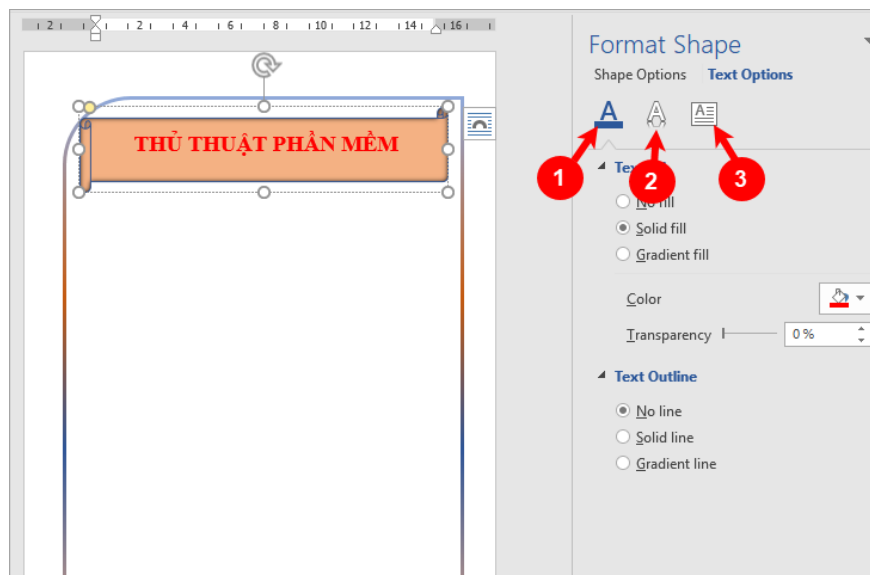 2 1 2 4 6 8 10 12 14 16
Format Shape
Shape Options Text Options
THỦ THUẬT PHẦN MỀM
A A A
1 2 3
No fill
Solid fill
Gradient fill
Color
Transparency 0%
Text Outline
No line
Solid line
Gradient line